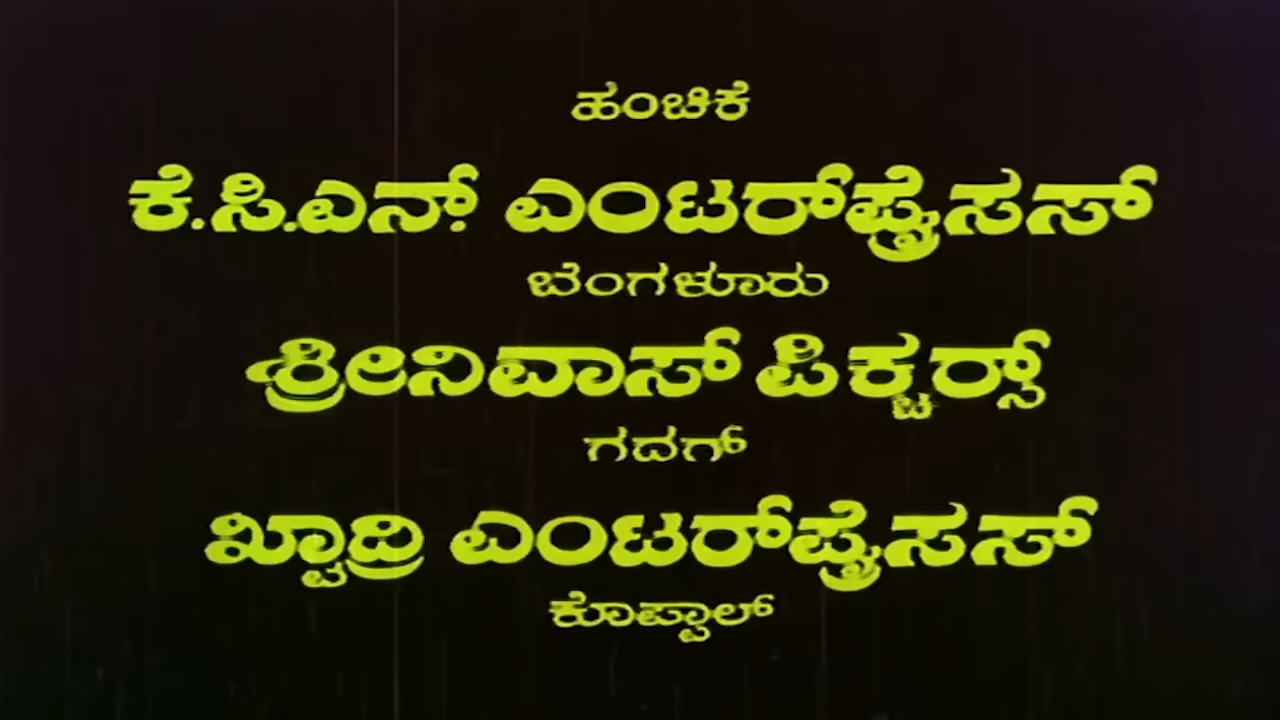 ಹಂಚಿಕೆ
ಕೆ.ಸಿ.ಎನ್. ಎಂಟರ್‌ಪ್ರೈಸಸ್
ಬೆಂಗಳೂರು
ಶ್ರೀನಿವಾಸ್ ಪಿಕ್ಚರ್ಸ್
ಗದಗ್
ಎಂಟರ್‌ಪ್ರೈಸಸ್
ಕೊಪ್ಪಾಲ್